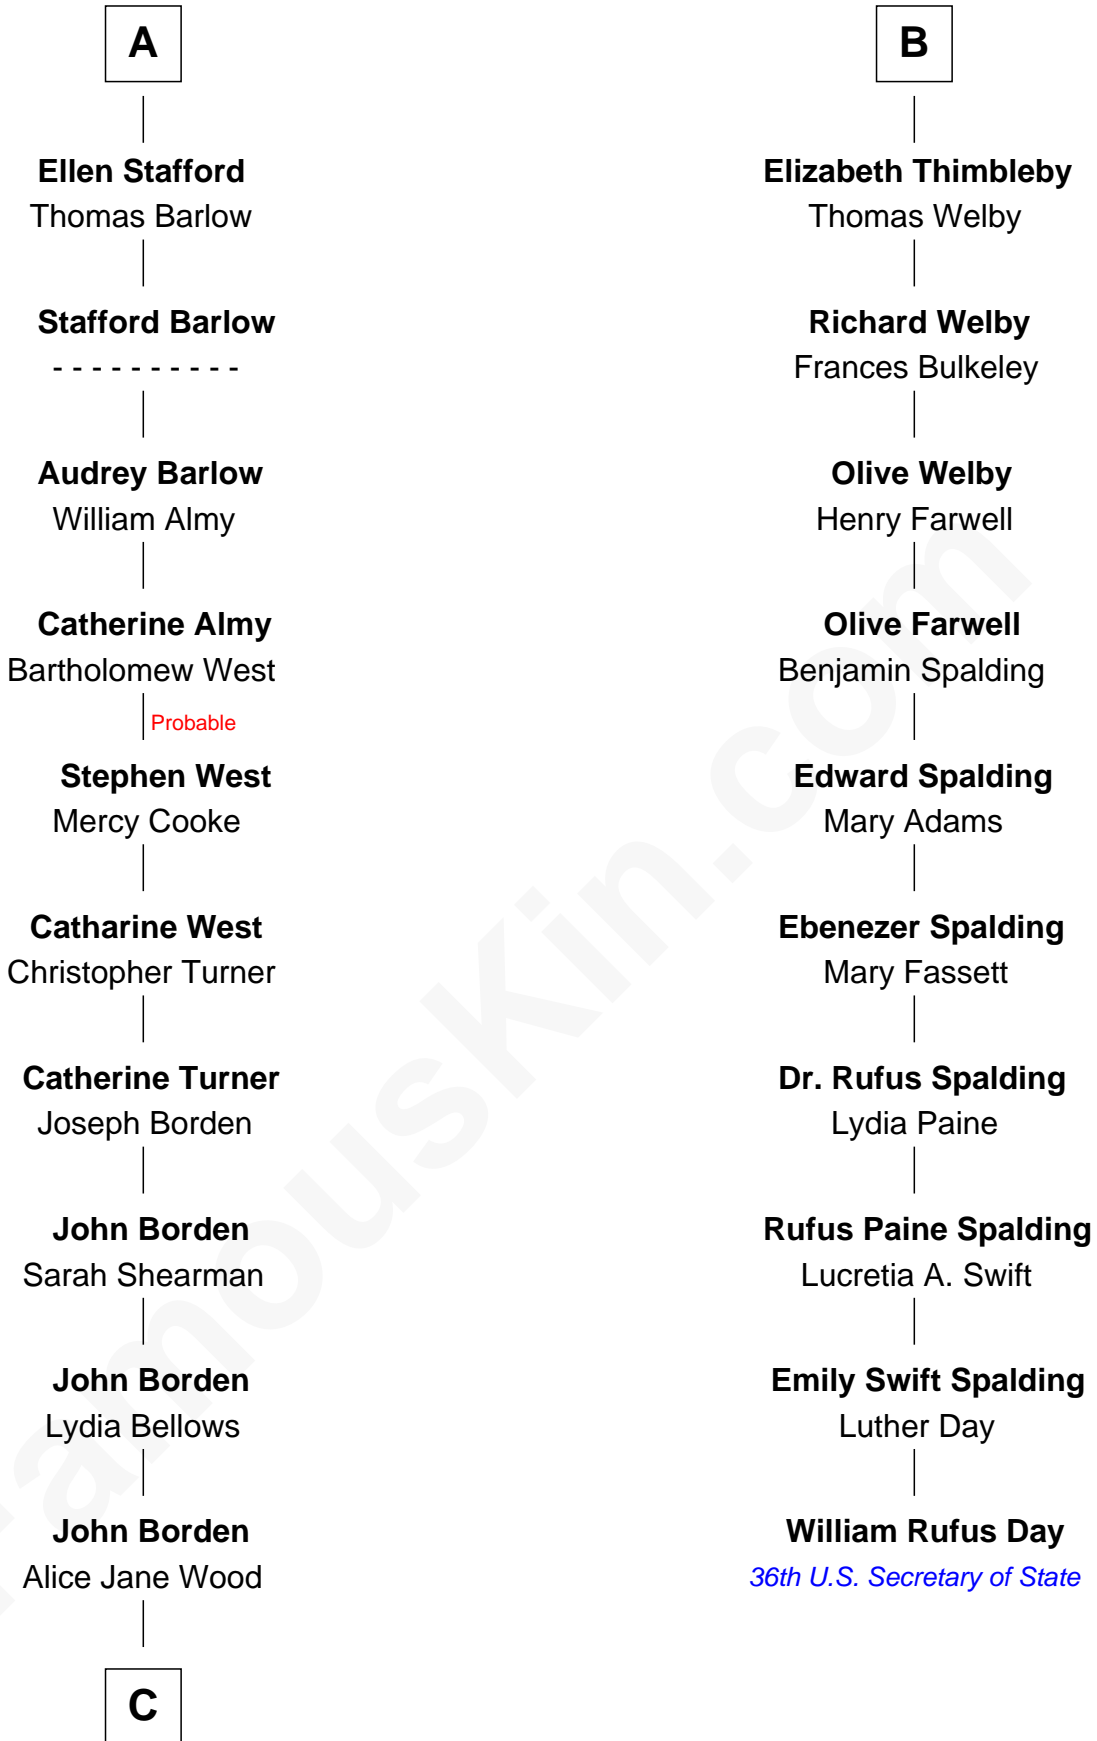 A
Ellen Stafford
Thomas Barlow
Stafford Barlow
- - - - - - - - - -
Audrey Barlow
William Almy
Catherine Almy
Bartholomew West
Probable
Stephen West
Mercy Cooke
Catharine West
Christopher Turner
Catherine Turner
Joseph Borden
John Borden
Sarah Shearman
John Borden
Lydia Bellows
John Borden
Alice Jane Wood
C
B
Elizabeth Thimbleby
Thomas Welby
Richard Welby
Frances Bulkeley
Olive Welby
Henry Farwell
Olive Farwell
Benjamin Spalding
Edward Spalding
Mary Adams
Ebenezer Spalding
Mary Fassett
Dr. Rufus Spalding
Lydia Paine
Rufus Paine Spalding
Lucretia A. Swift
Emily Swift Spalding
Luther Day
William Rufus Day
36th U.S. Secretary of State
FamousKin.com